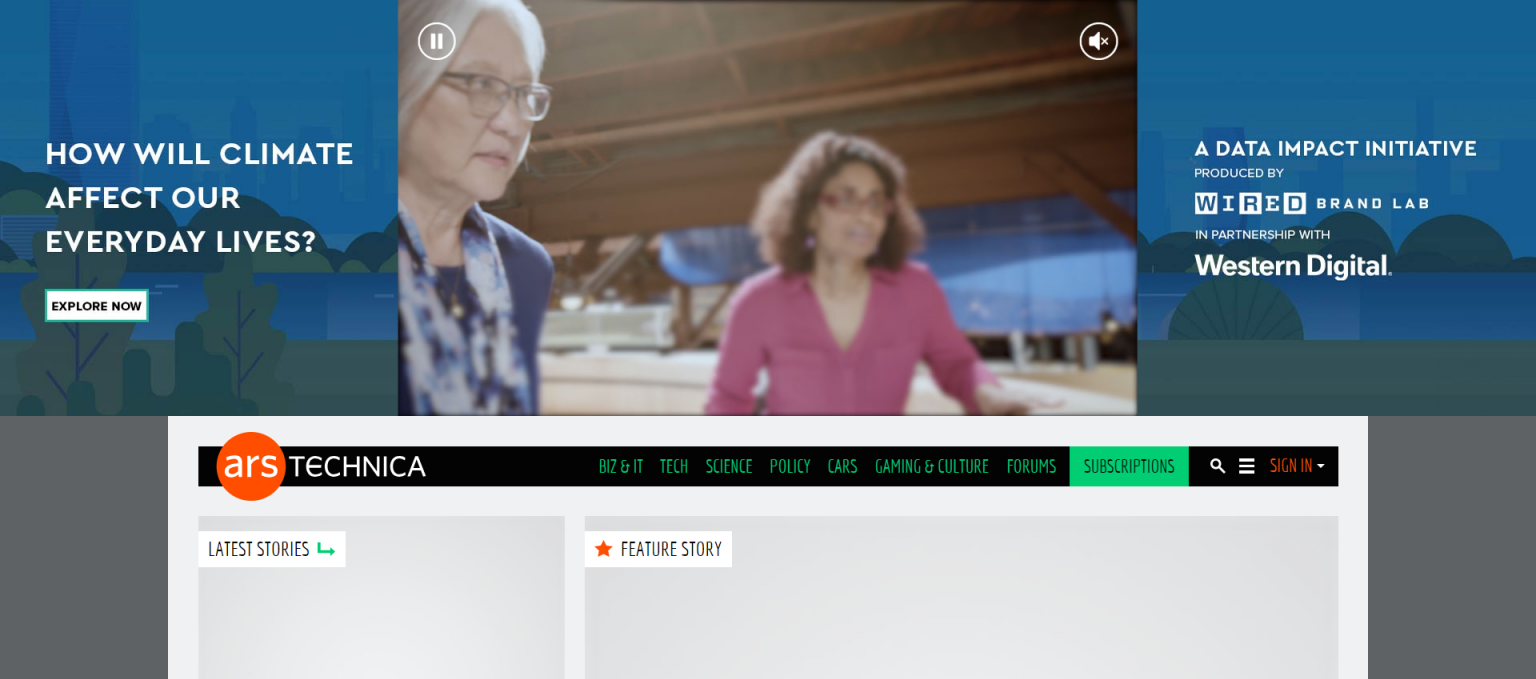 HOW WILL CLIMATE
AFFECT OUR
EVERYDAY LIVES?
EXPLORE NOW
A DATA IMPACT INITIATIVE
PRODUCED BY
WIRED BRAND LAB
IN PARTNERSHIP WITH
Western Digital.
ars TECHNICA BIZ & IT TECH SCIENCE POLICY CARS GAMING & CULTURE FORUMS SUBSCRIPTIONS SIGN IN
LATEST STORIES
FEATURE STORY